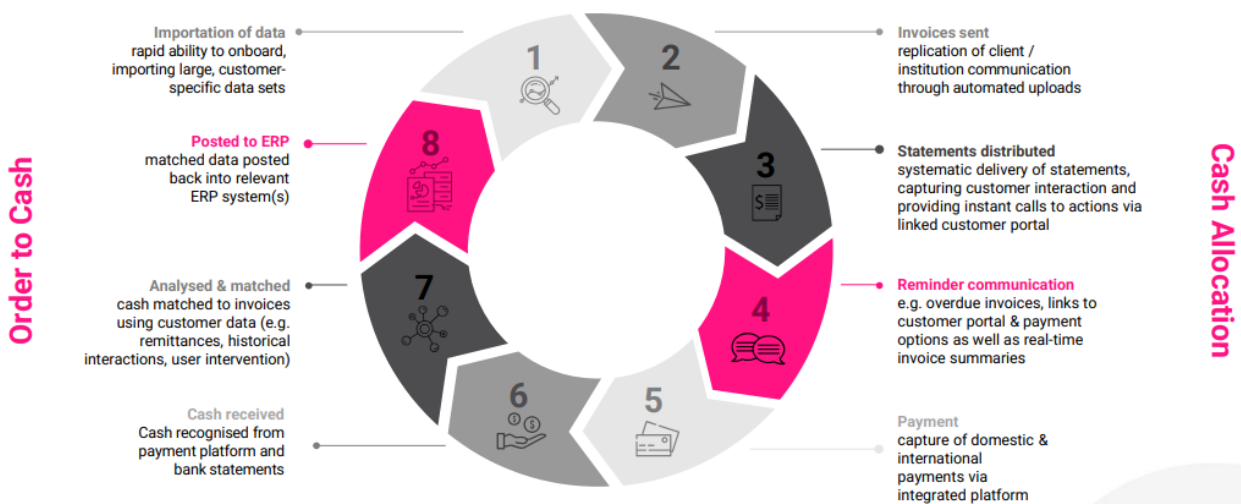 Order to Cash
Importation of data
rapid ability to onboard,
importing large, customer-
specific data sets
Posted to ERP
matched data posted
back into relevant
ERP system(s)
Analysed & matched
cash matched to invoices
using customer data (e.g.
remittances, historical
interactions, user intervention)
Cash received
Cash recognised from
payment platform and
bank statements
1
2
3
4
5
6
7
8
$
$
$
Invoices sent
replication of client /
institution communication
through automated uploads
Statements distributed
systematic delivery of statements,
capturing customer interaction and
providing instant calls to actions via
linked customer portal
Reminder communication
e.g. overdue invoices, links to
customer portal & payment
options as well as real-time
invoice summaries
Payment
capture of domestic &
international
payments via
integrated platform
Cash Allocation